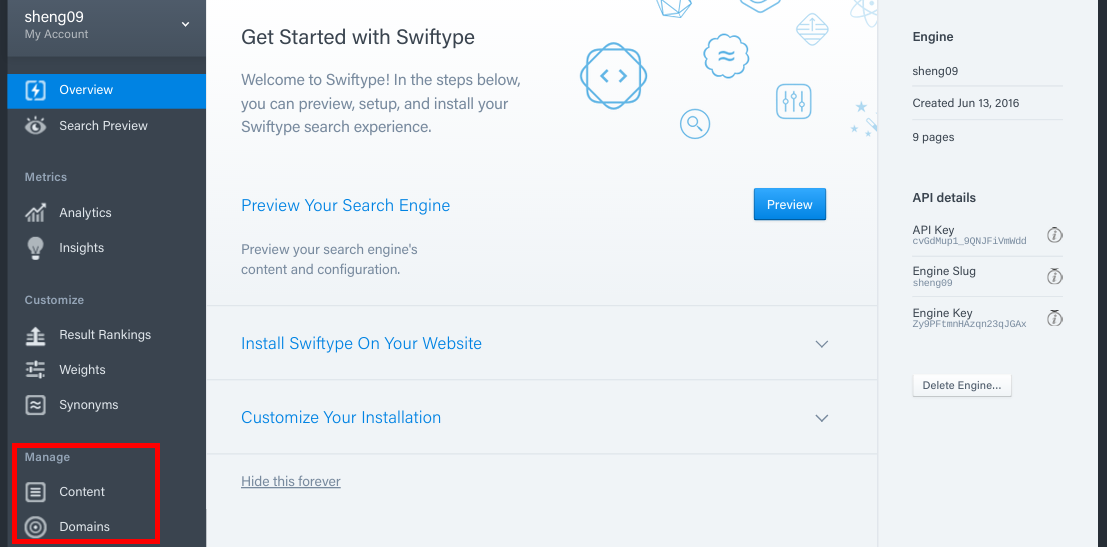 sheng09
My Account
Overview
Search Preview
Metrics
Analytics
Insights
Customize
Result Rankings
Weights
Synonyms
Manage
Content
Domains
Get Started with Swiftype
Welcome to Swiftype! In the steps below,
you can preview, setup, and install your
Swiftype search experience.
Preview Your Search Engine
Preview
Preview your search engine's
content and configuration.
Install Swiftype On Your Website
Customize Your Installation
Hide this forever
Engine
sheng09
Created Jun 13, 2016
9 pages
API details
API Key
cvGdMup1_9QNJFiVmWdd
Engine Slug
sheng09
Engine Key
Zy9PFtmnHAzqn23qJGAx
Delete Engine...